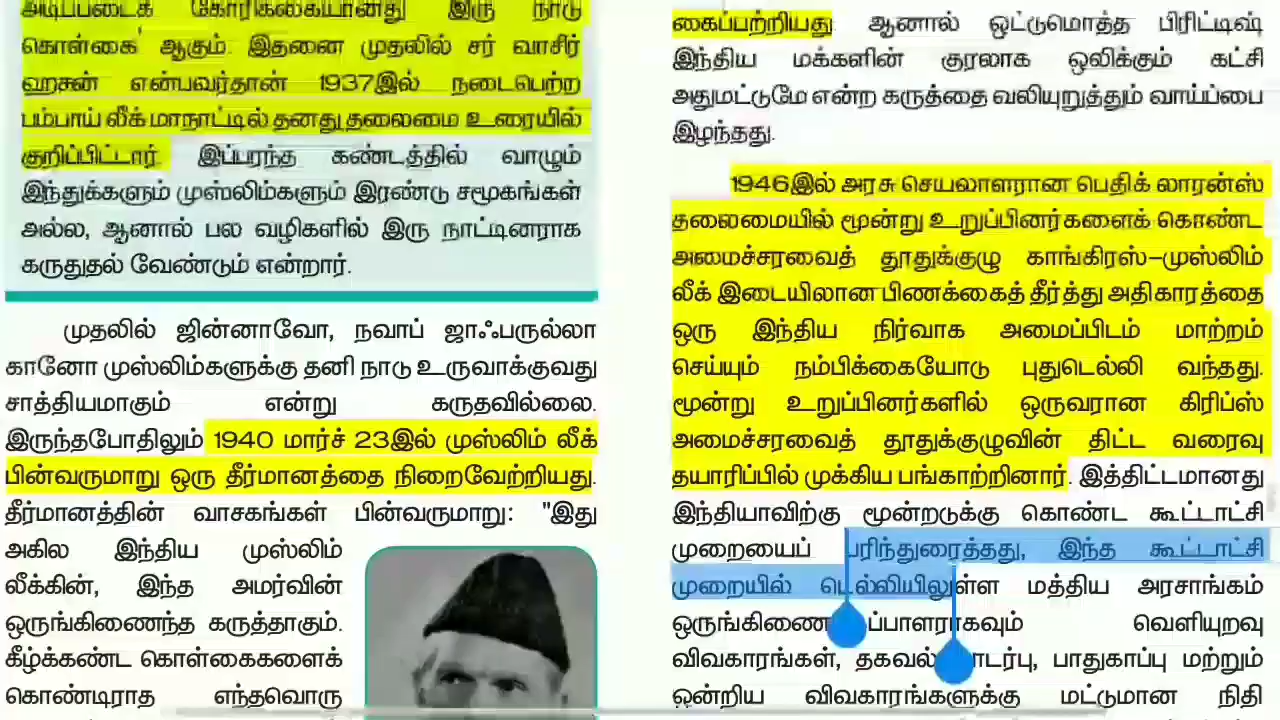 அடிப்படைக் கோரிக்கையானது இரு நாடு
கொள்கை' ஆகும். இதனை முதலில் சர் வாசிர்
ஹசன் என்பவர்தான் 1937இல் நடைபெற்ற
பம்பாய் லீக் மாநாட்டில் தனது தலைமை உரையில்
குறிப்பிட்டார். இப்பரந்த கண்டத்தில் வாழும்
இந்துக்களும் முஸ்லிம்களும் இரண்டு சமூகங்கள்
அல்ல, ஆனால் பல வழிகளில் இரு நாட்டினராக
கருதுதல் வேண்டும் என்றார்.
முதலில் ஜின்னாவோ, நவாப் ஜாஃபருல்லா
கானோ முஸ்லிம்களுக்கு தனி நாடு உருவாக்குவது
சாத்தியமாகும் என்று கருதவில்லை.
இருந்தபோதிலும் 1940 மார்ச் 23இல் முஸ்லிம் லீக்
பின்வருமாறு ஒரு தீர்மானத்தை நிறைவேற்றியது.
தீர்மானத்தின் வாசகங்கள் பின்வருமாறு: "இது
அகில இந்திய முஸ்லிம்
லீக்கின், இந்த அமர்வின்
ஒருங்கிணைந்த கருத்தாகும்.
கீழ்க்கண்ட கொள்கைகளைக்
கொண்டிராத எந்தவொரு
கைப்பற்றியது. ஆனால் ஒட்டுமொத்த பிரிட்டிஷ்
இந்திய மக்களின் குரலாக ஒலிக்கும் கட்சி
அதுமட்டுமே என்ற கருத்தை வலியுறுத்தும் வாய்ப்பை
இழந்தது.
1946இல் அரசு செயலாளரான பெதிக் லாரன்ஸ்
தலைமையில் மூன்று உறுப்பினர்களைக் கொண்ட
அமைச்சரவைத் தூதுக்குழு காங்கிரஸ்–முஸ்லிம்
லீக் இடையிலான பிணக்கைத் தீர்த்து அதிகாரத்தை
ஒரு இந்திய நிர்வாக அமைப்பிடம் மாற்றம்
செய்யும் நம்பிக்கையோடு புதுடெல்லி வந்தது.
மூன்று உறுப்பினர்களில் ஒருவரான கிரிப்ஸ்
அமைச்சரவைத் தூதுக்குழுவின் திட்ட வரைவு
தயாரிப்பில் முக்கிய பங்காற்றினார். இத்திட்டமானது
இந்தியாவிற்கு மூன்றடுக்கு கொண்ட கூட்டாட்சி
முறையைப் பரிந்துரைத்தது, இந்த கூட்டாட்சி
முறையில் டெல்லியிலுள்ள மத்திய அரசாங்கம்
ஒருங்கிணைப்பாளராகவும் வெளியுறவு
விவகாரங்கள், தகவல் தொடர்பு, பாதுகாப்பு மற்றும்
ஒன்றிய விவகாரங்களுக்கு மட்டுமான நிதி